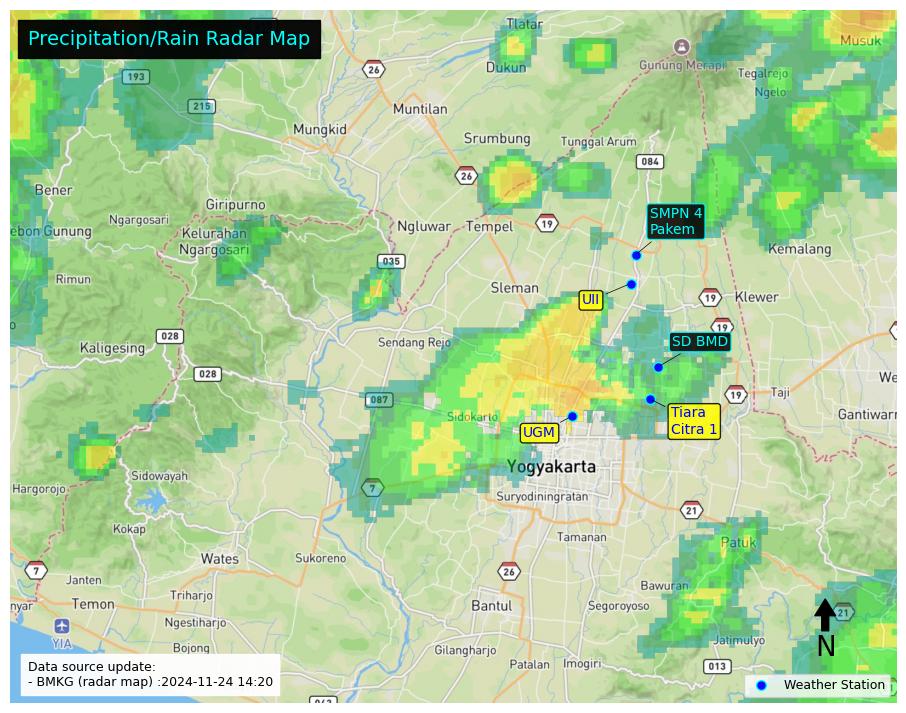 Precipitation/Rain Radar Map
Tlatar
Musuk
26
Dukun
Gunung Merapi
Tegalrejo
193
Ngelo
215
Muntilan
Mungkid
Srumbung
Tunggal Arum
084
26
Bener
Giripurno
SMPN 4
Pakem
Ngargosari
ebon Gunung
Kelurahan
Ngargosari
Ngluwar
Tempel
19
Kemalang
035
Rimun
Sleman
UII
19
Klewer
19
028
Sendang Rejo
SD BMD
Kaligesing
028
We
087
19
Taji
Sidokarto
Tiara
Citra 1
Gantiwarn
UGM
Yogyakarta
Sidowayah
Hargorojo
7
Suryodiningratan
Kokap
21
Tamanan
Patuk
Wates
Sukoreno
7
Janten
26
Bawuran
Triharjo
nyar
Temon
Bantul
Segoroyoso
21
Ngestiharjo
N
YIA
Jatimulyo
Bojong
Gilangharjo
Patalan
Imogiri
013
Data source update:
- BMKG (radar map) :2024-11-24 14:20
Weather Station